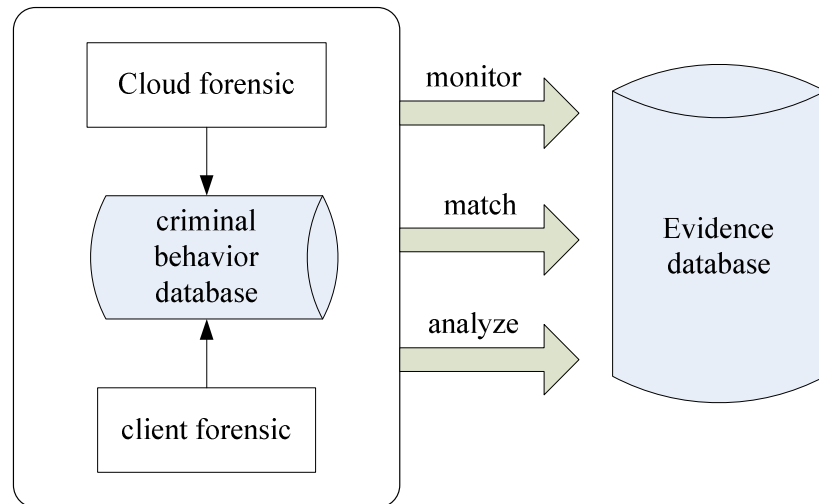 Cloud forensic
criminal
behavior
database
client forensic
monitor
match
analyze
Evidence
database